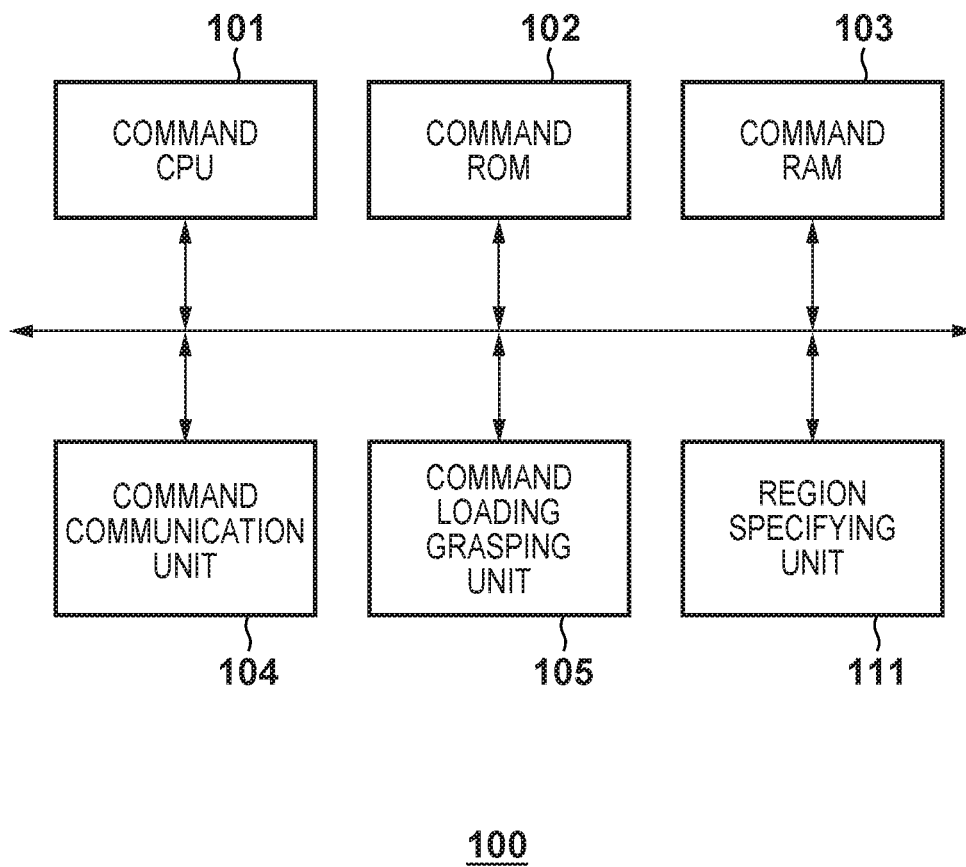 101
102
103
COMMAND
CPU
COMMAND
ROM
COMMAND
RAM
COMMAND
COMMUNICATION
UNIT
COMMAND
LOADING
GRASPING
UNIT
REGION
SPECIFYING
UNIT
104
105
111
100